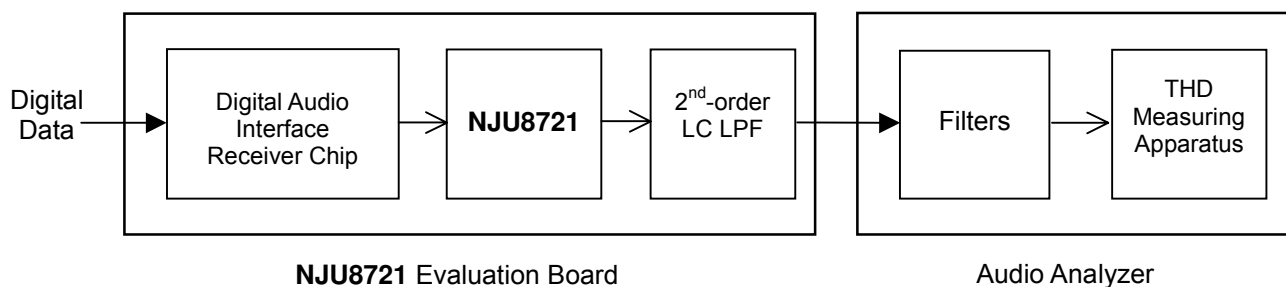 Digital
Data
Digital Audio
Interface
Receiver Chip
NJU8721
2nd-order
LC LPF
Filters
THD
Measuring
Apparatus
NJU8721 Evaluation Board
Audio Analyzer